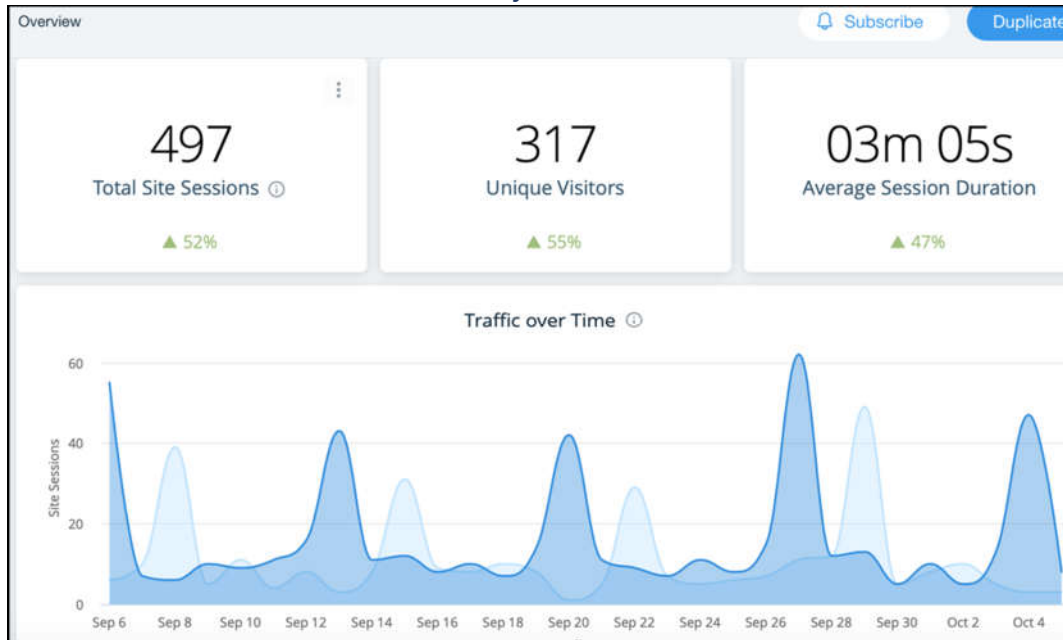 Overview
Subscribe
Duplicate
497
Total Site Sessions
52%
317
Unique Visitors
55%
03m 05s
Average Session Duration
47%
Traffic over Time
60
40
20
0
Site Sessions
Sep 6 Sep 8 Sep 10 Sep 12 Sep 14 Sep 16 Sep 18 Sep 20 Sep 22 Sep 24 Sep 26 Sep 28 Sep 30 Oct 2 Oct 4